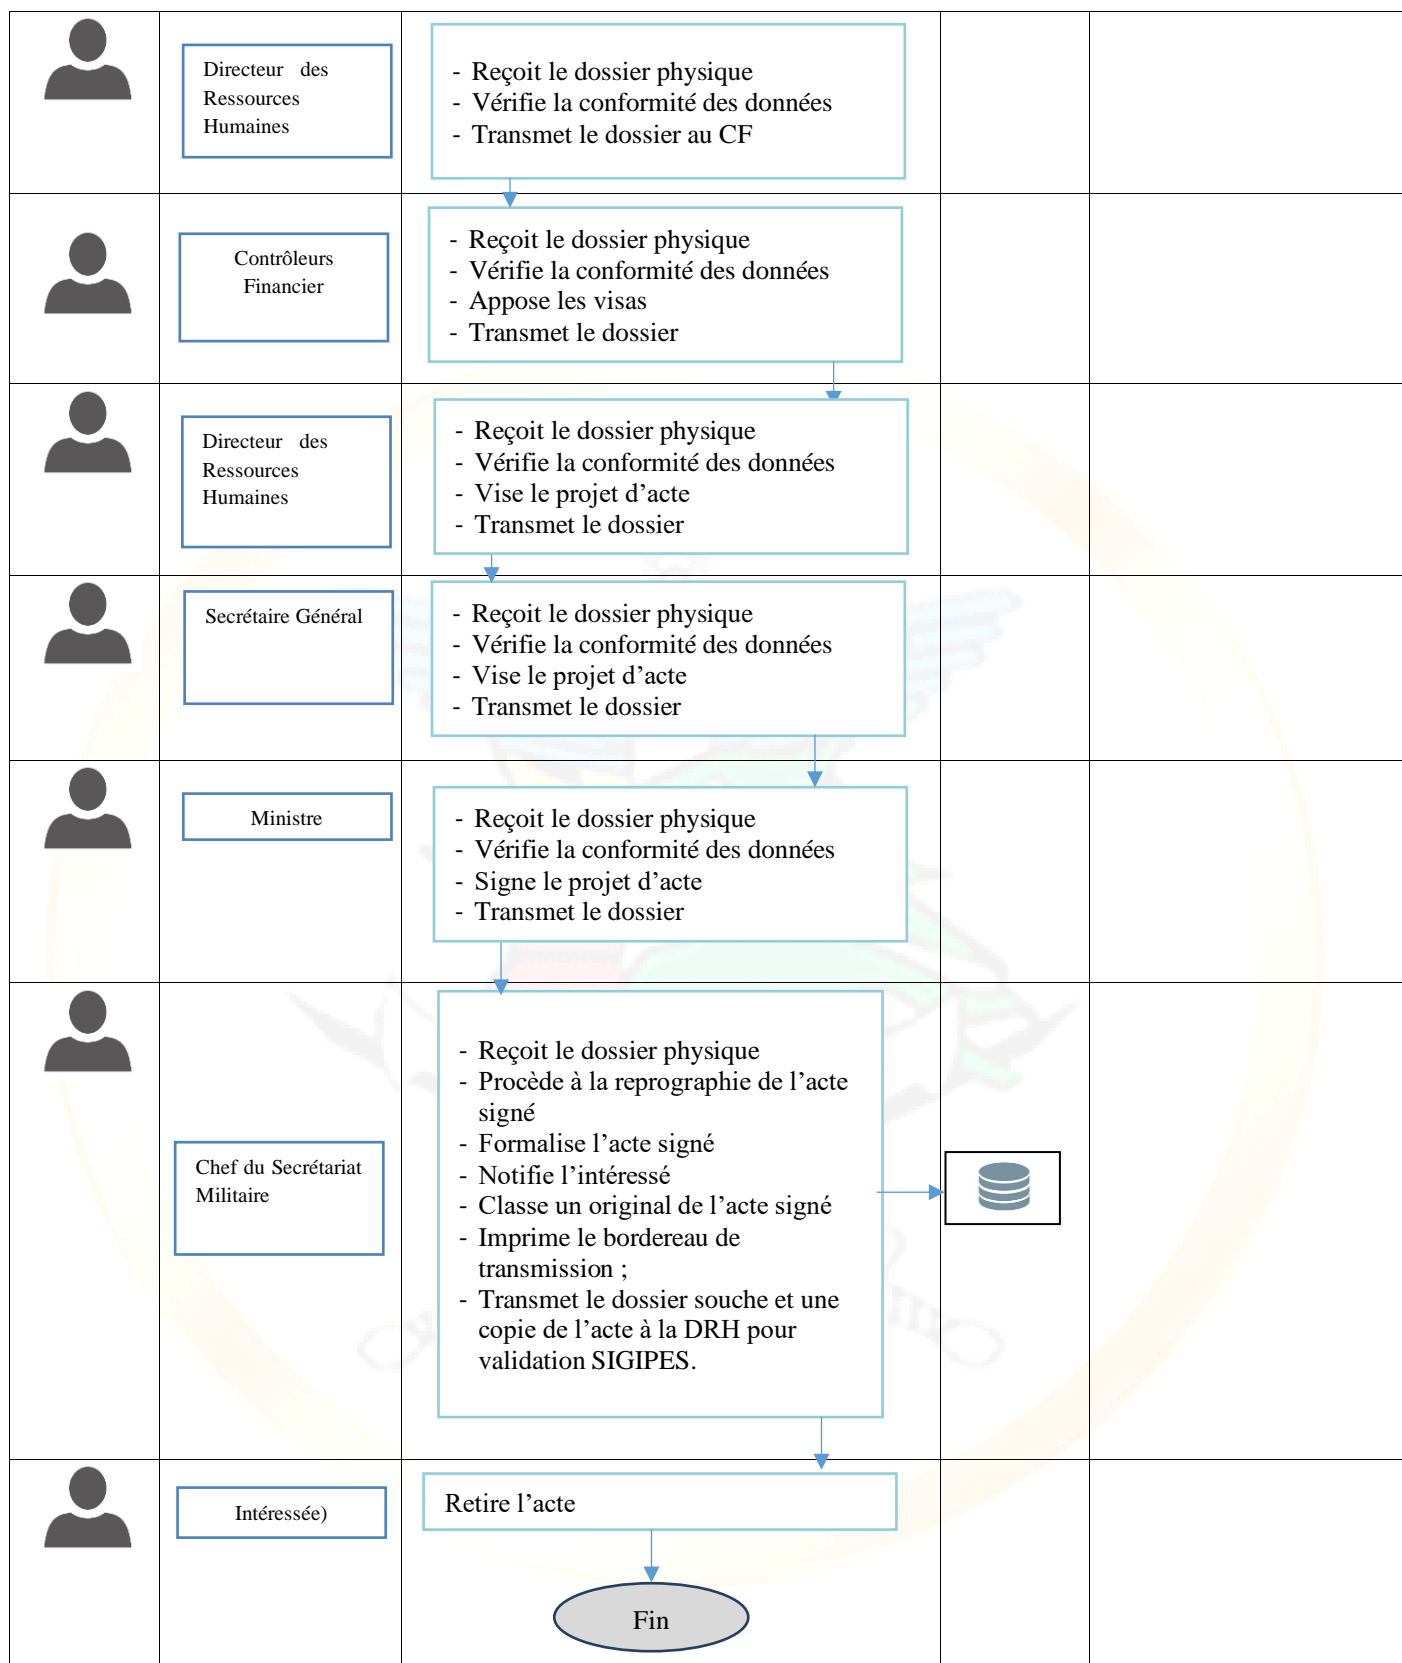 Directeur des
Ressources
Humaines
- Reçoit le dossier physique
- Vérifie la conformité des données
- Transmet le dossier au CF
Contrôleurs
Financier
- Reçoit le dossier physique
- Vérifie la conformité des données
- Appose les visas
- Transmet le dossier
Directeur des
Ressources
Humaines
- Reçoit le dossier physique
- Vérifie la conformité des données
- Vise le projet d’acte
- Transmet le dossier
Secrétaire Général
- Reçoit le dossier physique
- Vérifie la conformité des données
- Vise le projet d’acte
- Transmet le dossier
Ministre
- Reçoit le dossier physique
- Vérifie la conformité des données
- Signe le projet d’acte
- Transmet le dossier
Chef du Secrétariat
Militaire
- Reçoit le dossier physique
- Procède à la reprographie de l’acte
signé
- Formalise l’acte signé
- Notifie l’intéressé
- Classe un original de l’acte signé
- Imprime le bordereau de
transmission ;
- Transmet le dossier souche et une
copie de l’acte à la DRH pour
validation SIGIPES.
Intéressée)
Retire l’acte
Fin